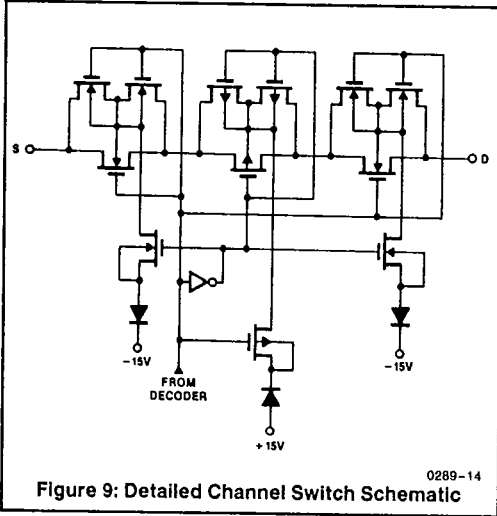 S
D
-15V
FROM
DECODER
-15V
+15V
0289-14
Figure 9: Detailed Channel Switch Schematic